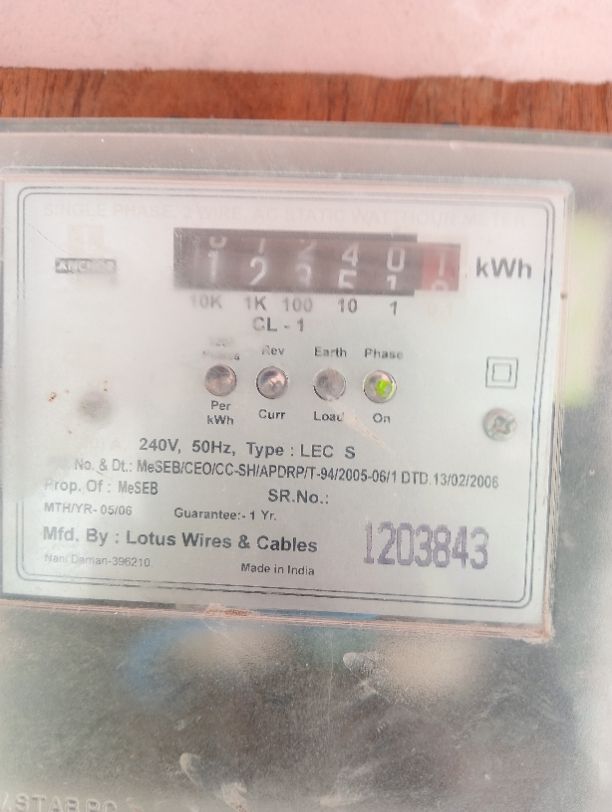 SINGLE PHASE 2 WIRE AC STATIC WATTHOUR METER
kWh
10K 1K 100 10 1 0.1
CL - 1
Rev Earth Phase
Per kWh Curr Load On
240V, 50Hz, Type : LEC S
No. & Dt.: MeSEB/CEO/CC-SH/APDRP/T-94/2005-06/1 DTD.13/02/2006
Prop. Of : MeSEB SR.No.:
MTH/YR- 05/06 Guarantee:- 1 Yr.
Mfd. By : Lotus Wires & Cables
1203843
Nani Daman-396210. Made in India